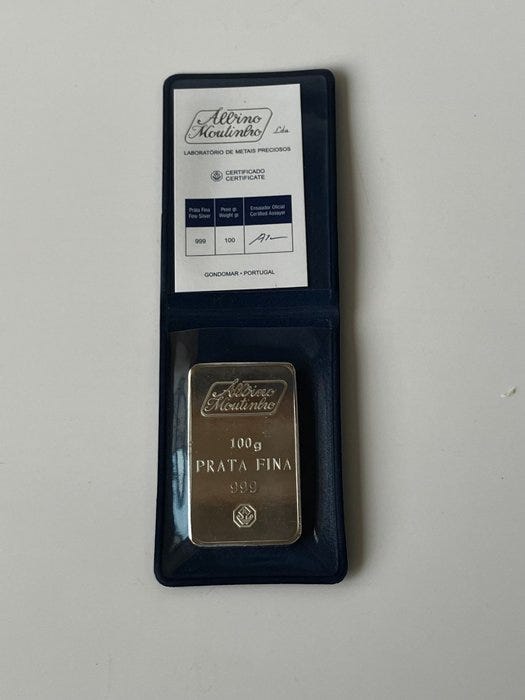 Albino
Moutinho Lda
LABORATÓRIO DE METAIS PRECIOSOS
CERTIFICADO
CERTIFICATE
Prata Fina Peso gr. Ensaiador Oficial
Fine Silver Weight gr Certified Assayer
999 100
GONDOMAR • PORTUGAL
Albino
Moutinho
100g
PRATA FINA
999